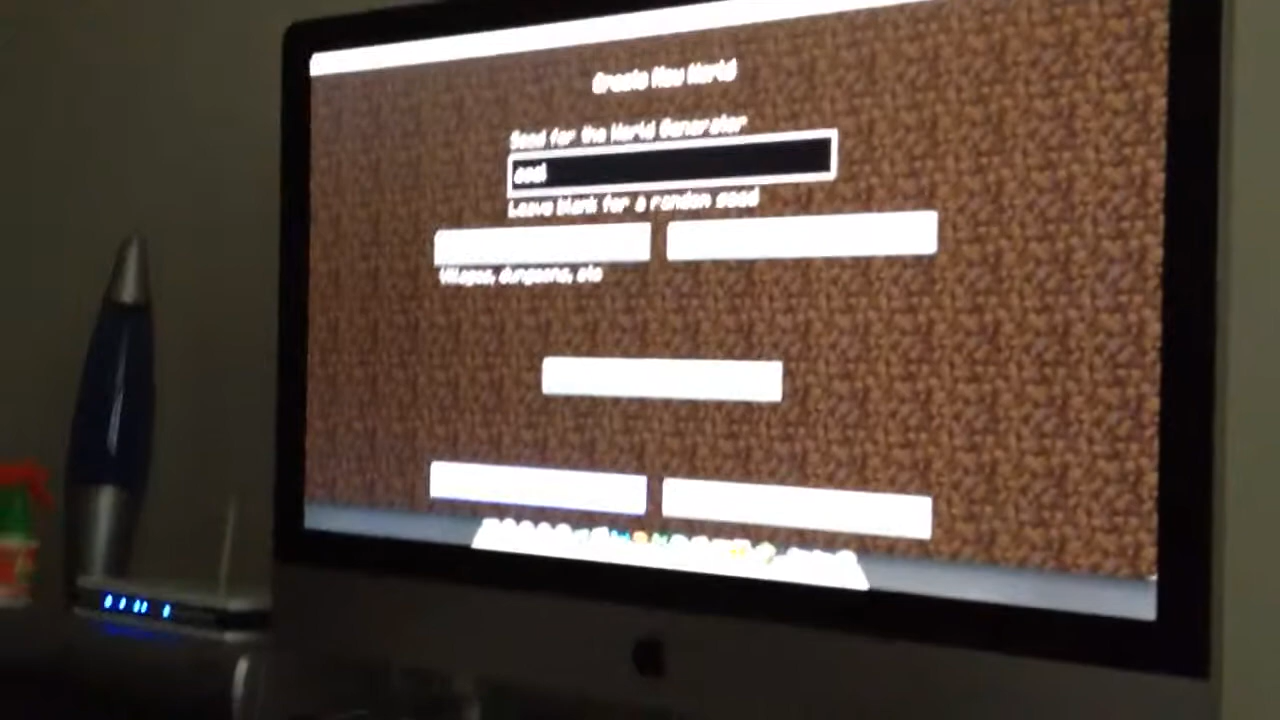 Create New World
Seed for the World Generator
Leave blank for a random seed
Villages, dungeons, etc